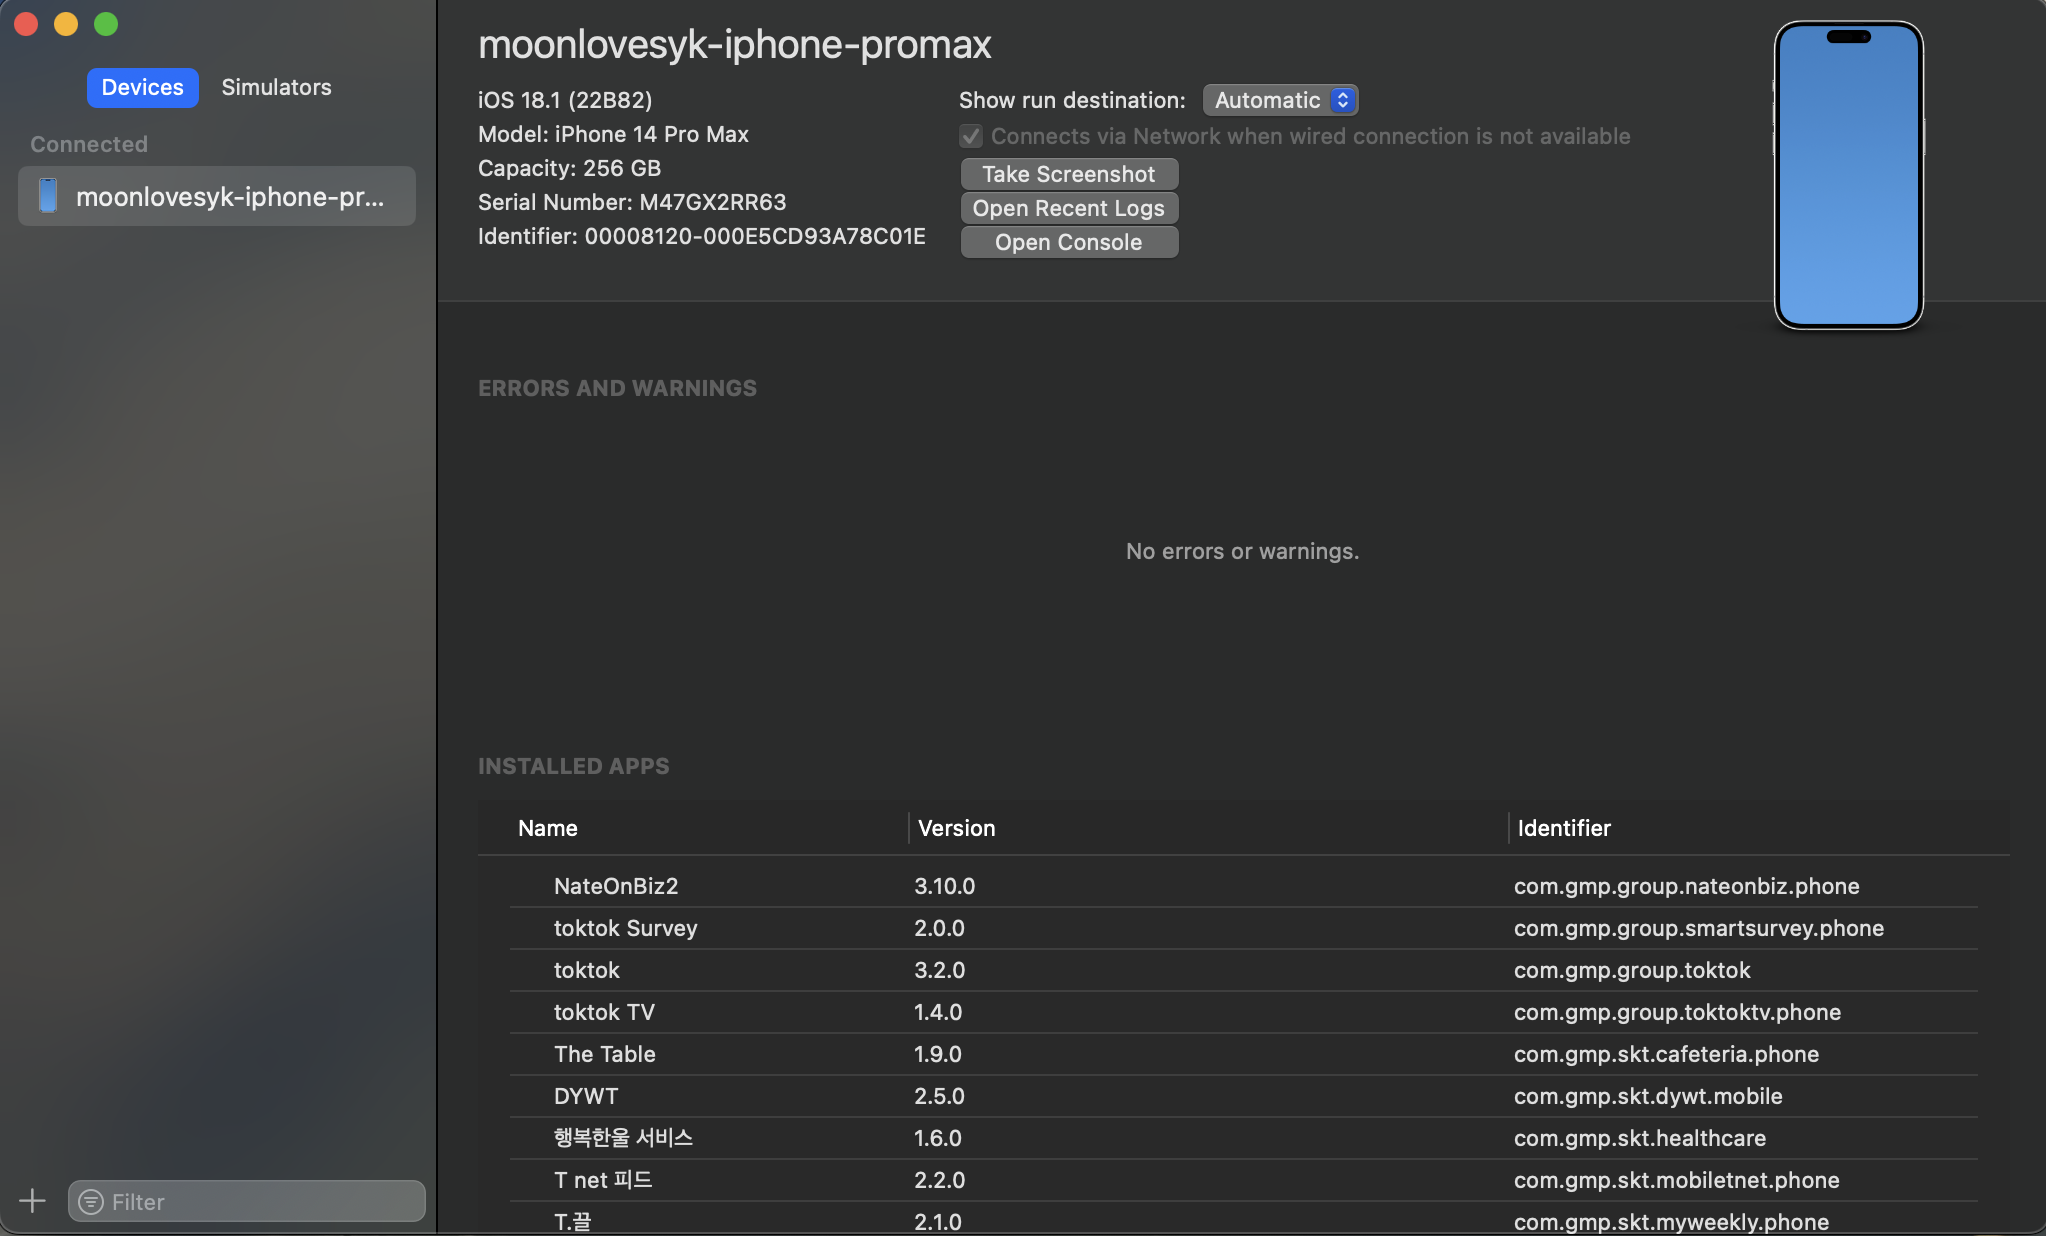 Devices Simulators
Connected
moonlovesyk-iphone-pr...
Filter
moonlovesyk-iphone-promax
iOS 18.1 (22B82)
Model: iPhone 14 Pro Max
Capacity: 256 GB
Serial Number: M47GX2RR63
Identifier: 00008120-000E5CD93A78C01E
Show run destination: Automatic
Connects via Network when wired connection is not available
Take Screenshot
Open Recent Logs
Open Console
ERRORS AND WARNINGS
No errors or warnings.
INSTALLED APPS
Name Version Identifier
NateOnBiz2 3.10.0 com.gmp.group.nateonbiz.phone
toktok Survey 2.0.0 com.gmp.group.smartsurvey.phone
toktok 3.2.0 com.gmp.group.toktok
toktok TV 1.4.0 com.gmp.group.toktoktv.phone
The Table 1.9.0 com.gmp.skt.cafeteria.phone
DYWT 2.5.0 com.gmp.skt.dywt.mobile
행복한울 서비스 1.6.0 com.gmp.skt.healthcare
T net 피드 2.2.0 com.gmp.skt.mobiletnet.phone
T.끌 2.1.0 com.gmp.skt.myweekly.phone